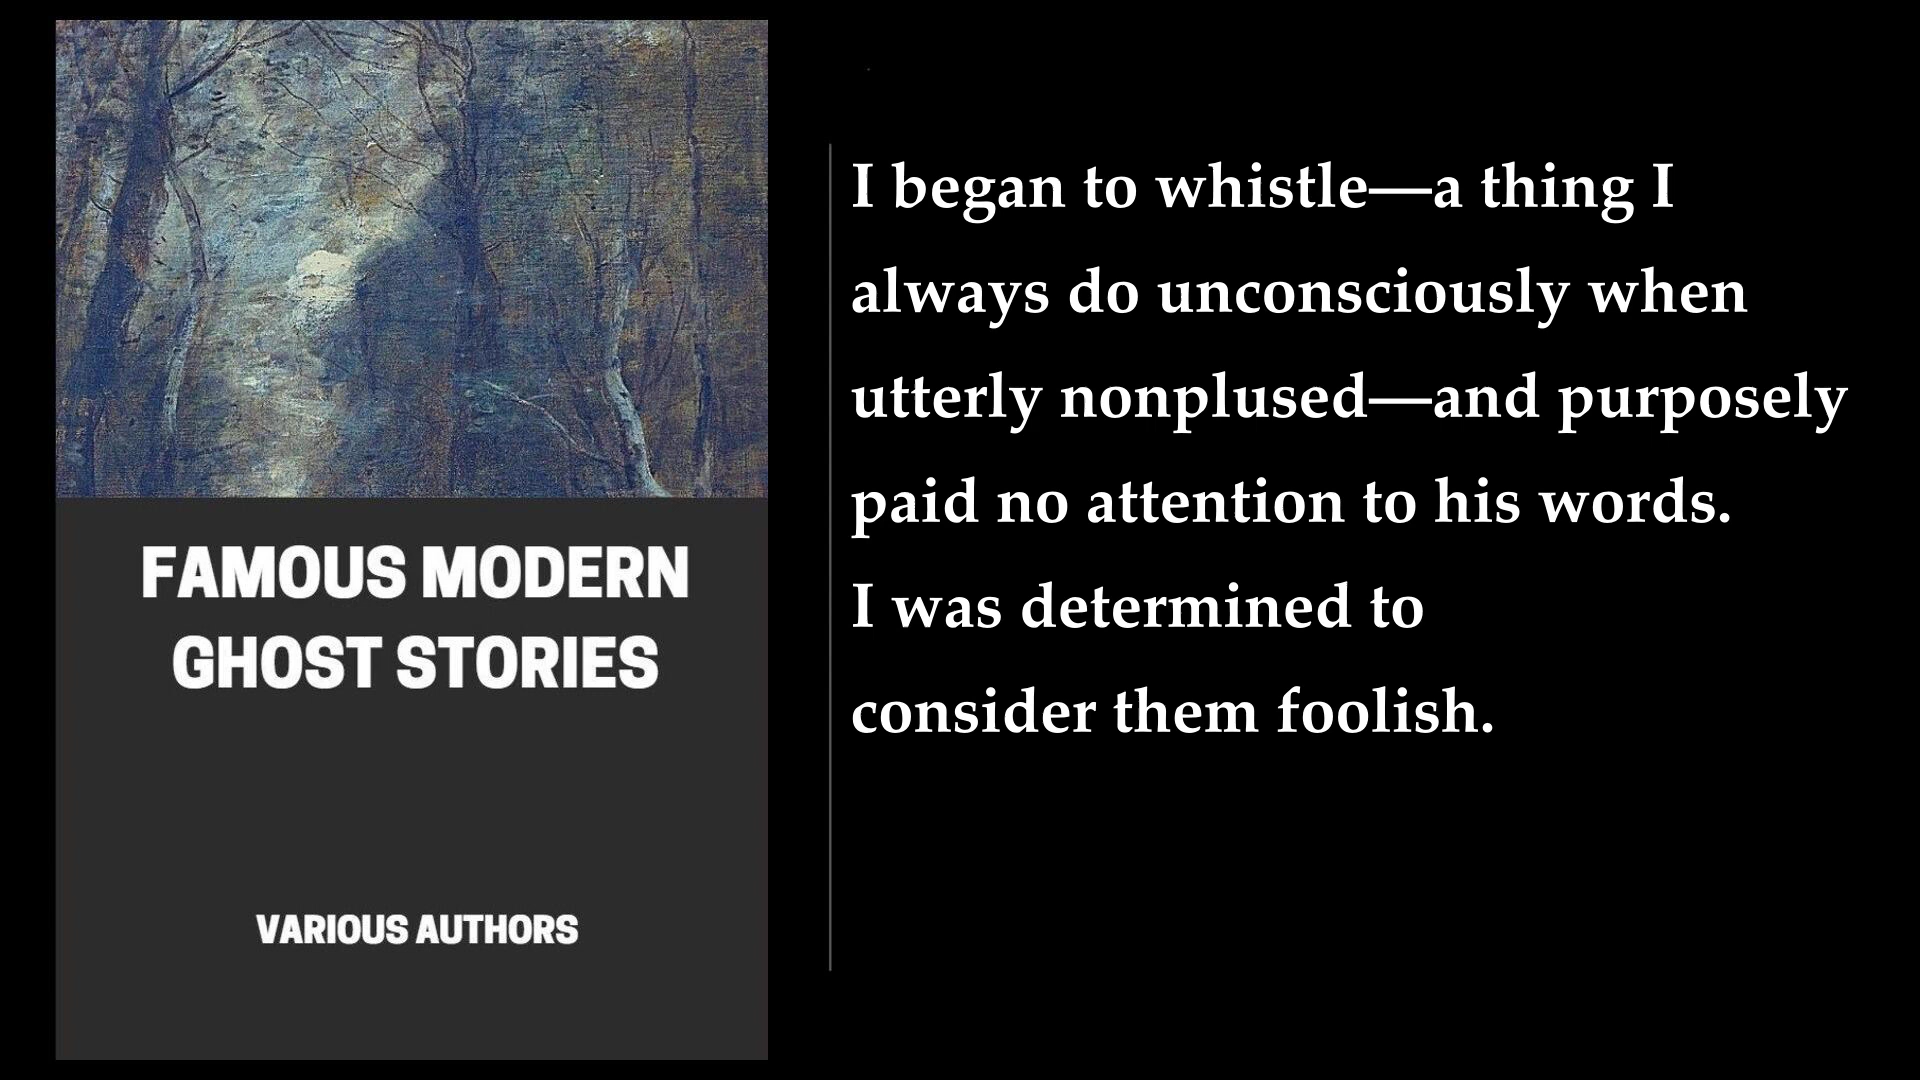 FAMOUS MODERN
GHOST STORIES
VARIOUS AUTHORS
I began to whistle—a thing I
always do unconsciously when
utterly nonplused—and purposely
paid no attention to his words.
I was determined to
consider them foolish.